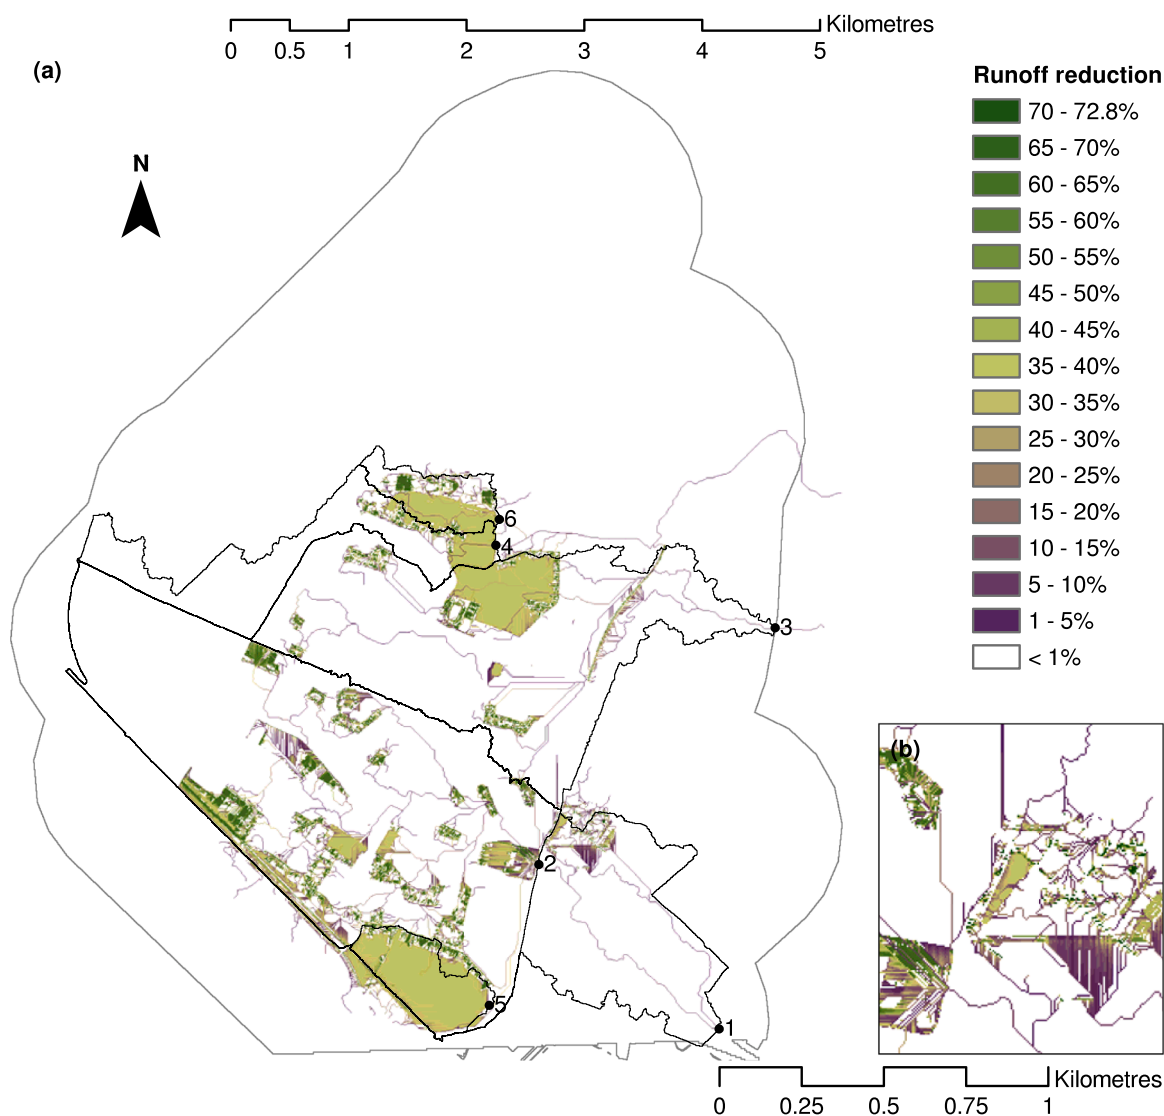 Kilometres
0 0.5 1 2 3 4 5
(a)
Runoff reduction
70 - 72.8%
65 - 70%
N
60 - 65%
55 - 60%
50 - 55%
45 - 50%
40 - 45%
35 - 40%
30 - 35%
25 - 30%
20 - 25%
15 - 20%
10 - 15%
5 - 10%
1 - 5%
< 1%
6
4
3
2
5
1
(b)
Kilometres
0 0.25 0.5 0.75 1